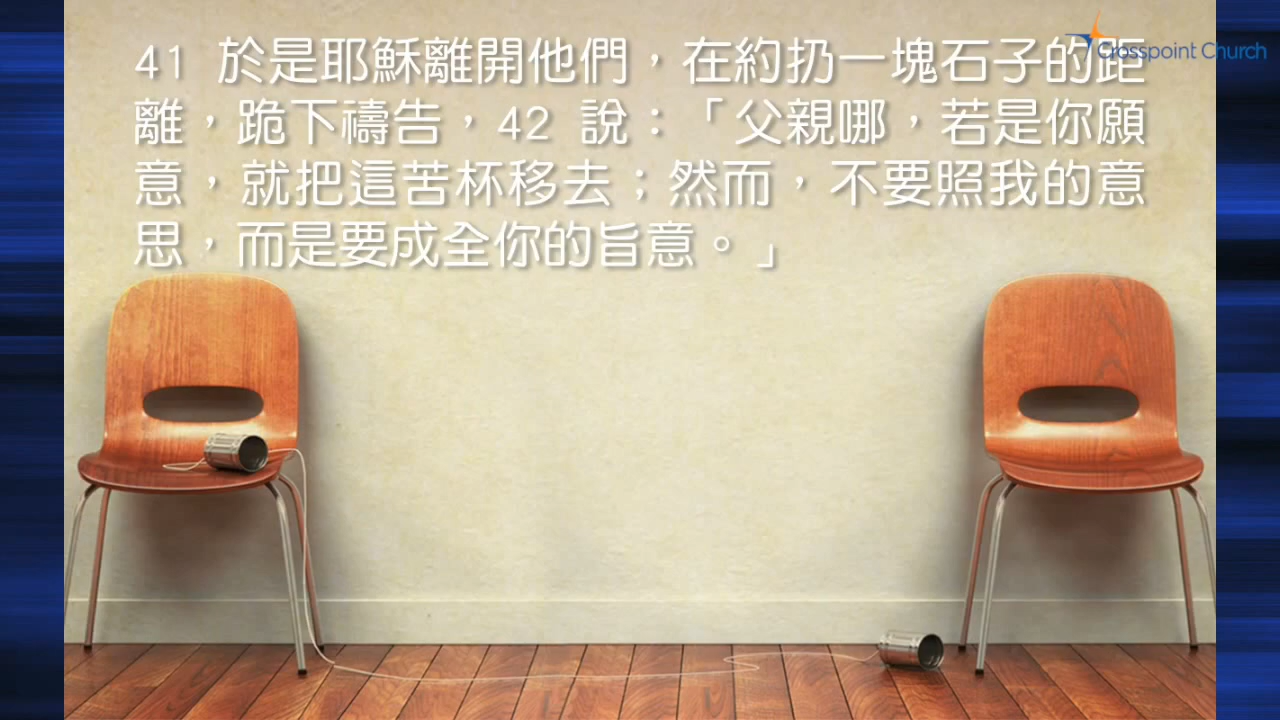 41 於是耶穌離開他們，在約扔一塊石子的距
離，跪下禱告，42 說：「父親哪，若是你願
意，就把這苦杯移去；然而，不要照我的意
思，而是要成全你的旨意。」
Crosspoint Church